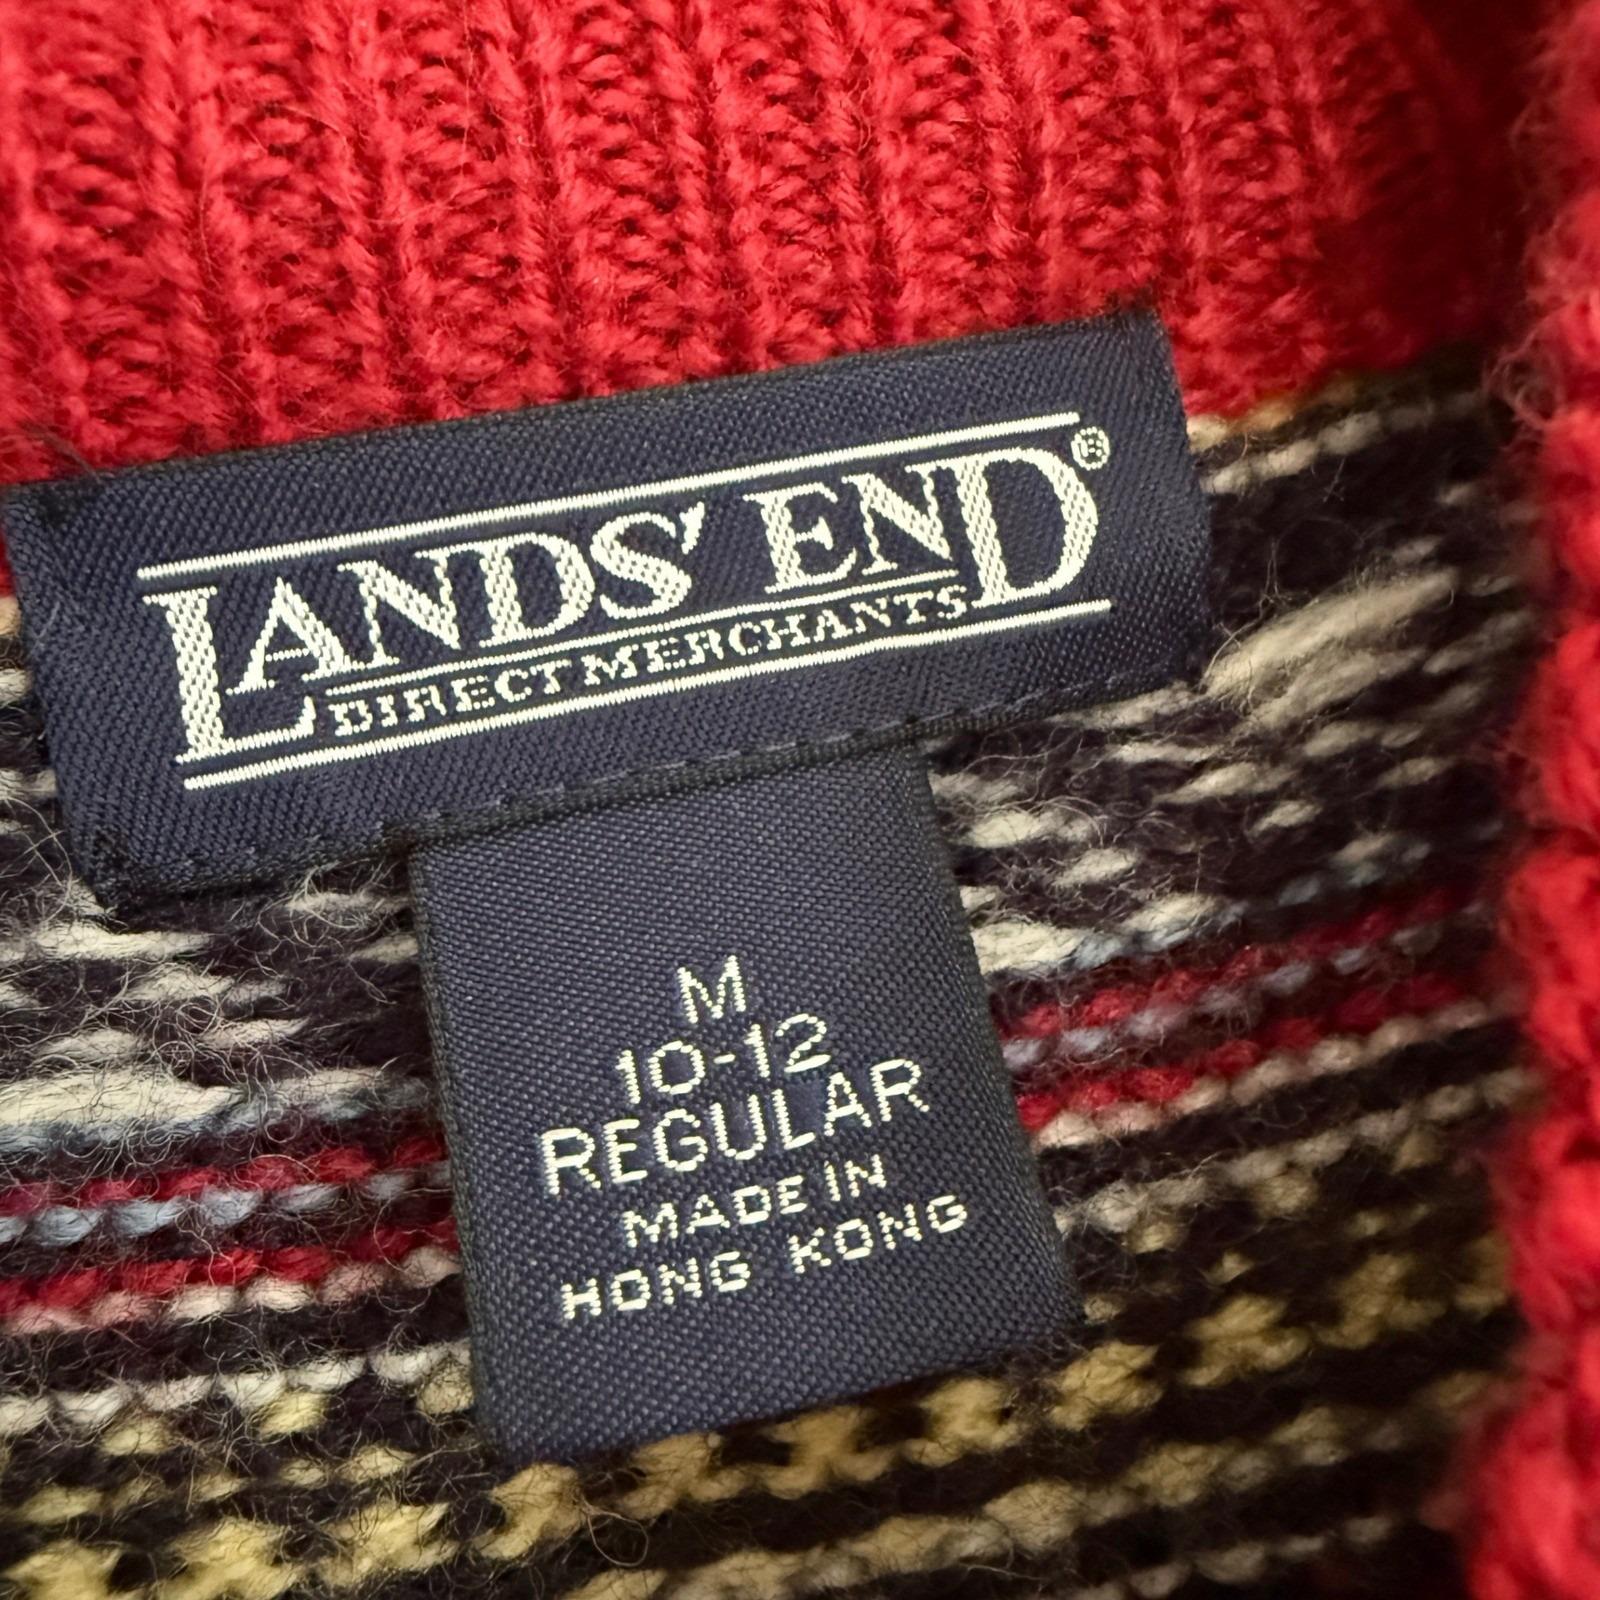 LANDS' END®
DIRECT MERCHANTS
M
10-12
REGULAR
MADE IN
HONG KONG